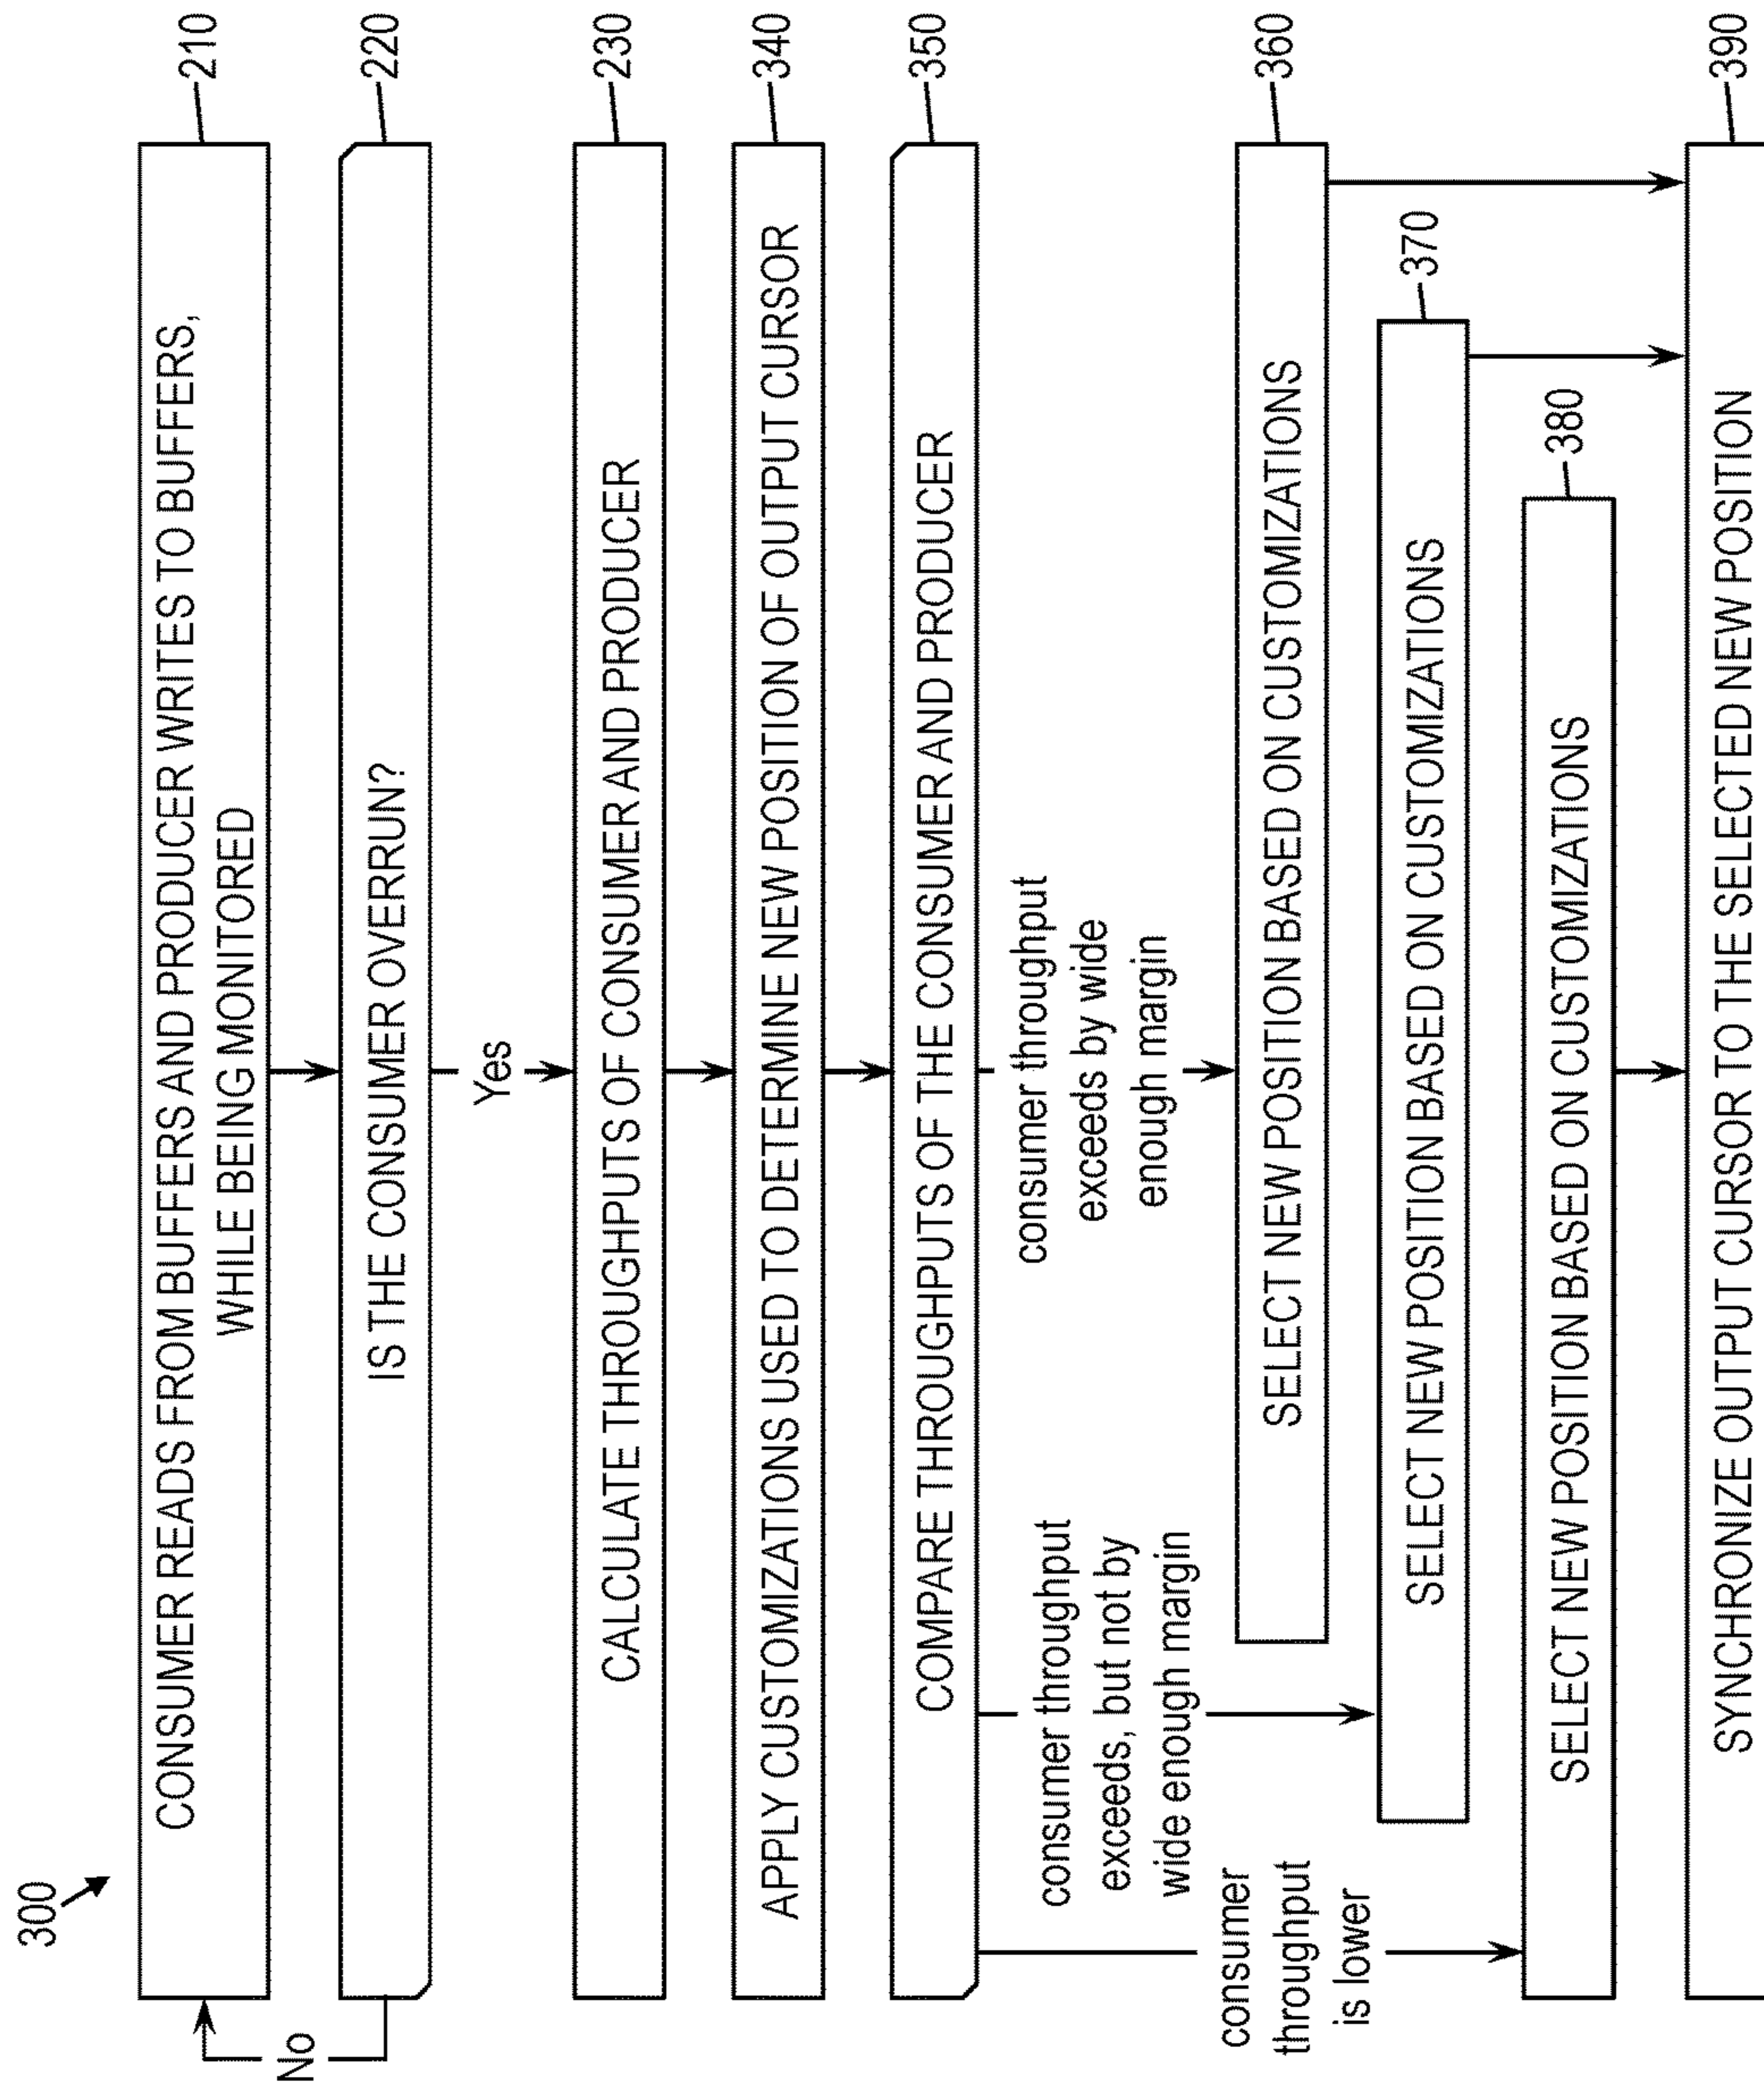 300
CONSUMER READS FROM BUFFERS AND PRODUCER WRITES TO BUFFERS,
WHILE BEING MONITORED
210
No
IS THE CONSUMER OVERRUN?
220
Yes
CALCULATE THROUGHPUTS OF CONSUMER AND PRODUCER
230
APPLY CUSTOMIZATIONS USED TO DETERMINE NEW POSITION OF OUTPUT CURSOR
340
COMPARE THROUGHPUTS OF THE CONSUMER AND PRODUCER
350
consumer
throughput
is lower
consumer throughput
exceeds, but not by
wide enough margin
consumer throughput
exceeds by wide
enough margin
SELECT NEW POSITION BASED ON CUSTOMIZATIONS
360
SELECT NEW POSITION BASED ON CUSTOMIZATIONS
370
SELECT NEW POSITION BASED ON CUSTOMIZATIONS
380
SYNCHRONIZE OUTPUT CURSOR TO THE SELECTED NEW POSITION
390